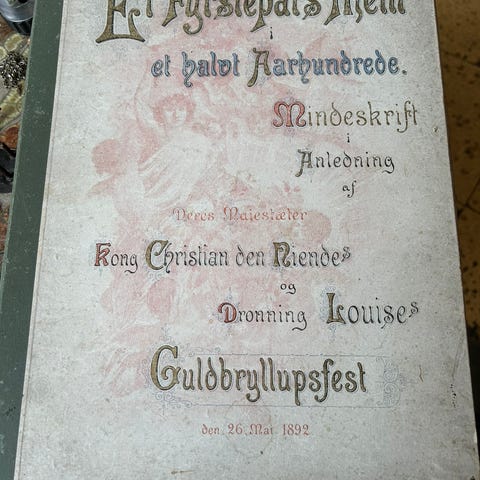 Et Fyrstepars Hjem
i
et halvt Aarhundrede.
Mindeskrift
i
Anledning
af
Deres Majestæter
Kong Christian den Niendes
og
Dronning Louises
Guldbryllupsfest
den 26. Mai 1892